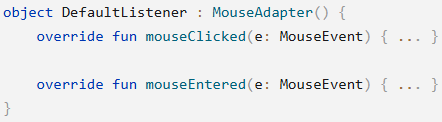 object DefaultListener : MouseAdapter() {
    override fun mouseClicked(e: MouseEvent) { ... }

    override fun mouseEntered(e: MouseEvent) { ... }
}